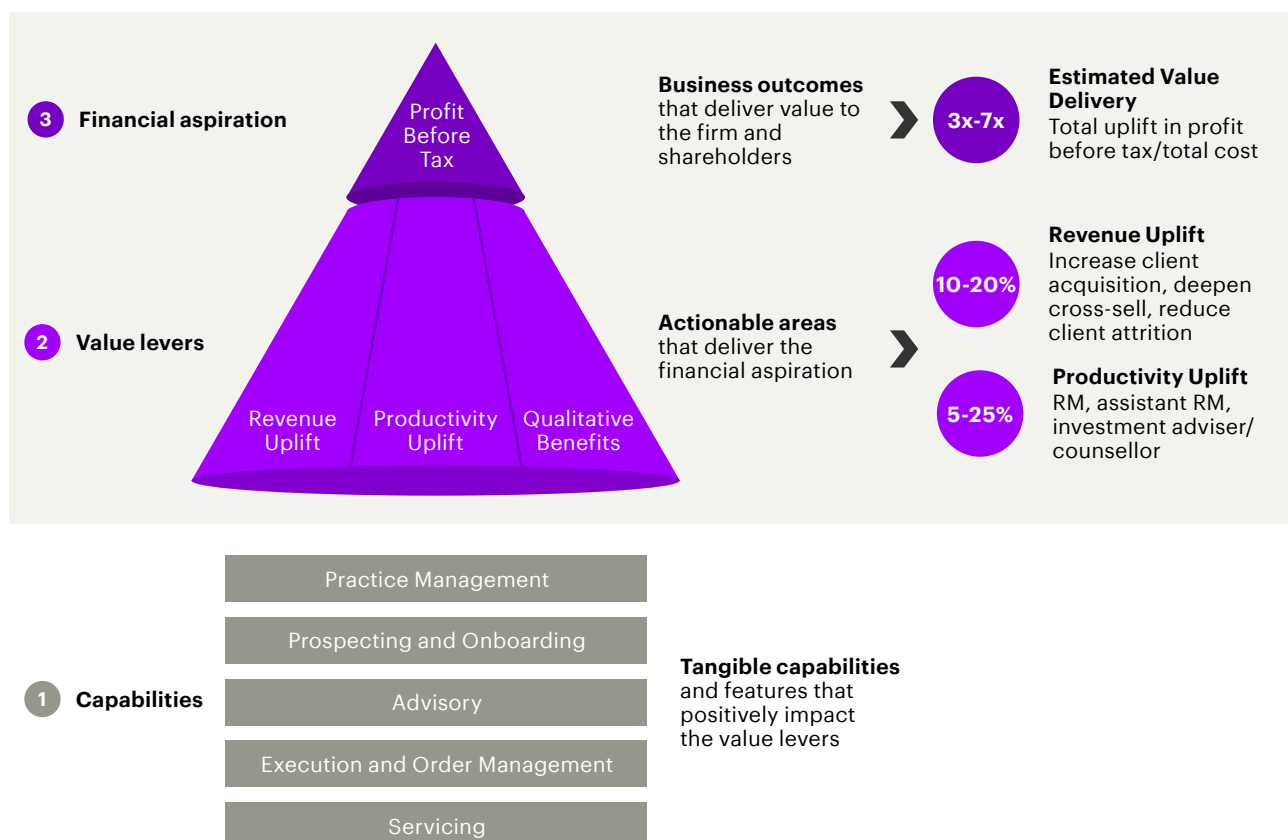 3
Financial aspiration
Profit
Before
Tax
Business outcomes
that deliver value to
the firm and
shareholders
3x-7x
Estimated Value
Delivery
Total uplift in profit
before tax/total cost
2
Value levers
Revenue
Uplift
Productivity
Uplift
Qualitative
Benefits
Actionable areas
that deliver the
financial aspiration
10-20%
Revenue Uplift
Increase client
acquisition, deepen
cross-sell, reduce
client attrition
5-25%
Productivity Uplift
RM, assistant RM,
investment adviser/
counsellor
1
Capabilities
Practice Management
Prospecting and Onboarding
Advisory
Execution and Order Management
Servicing
Tangible capabilities
and features that
positively impact
the value levers